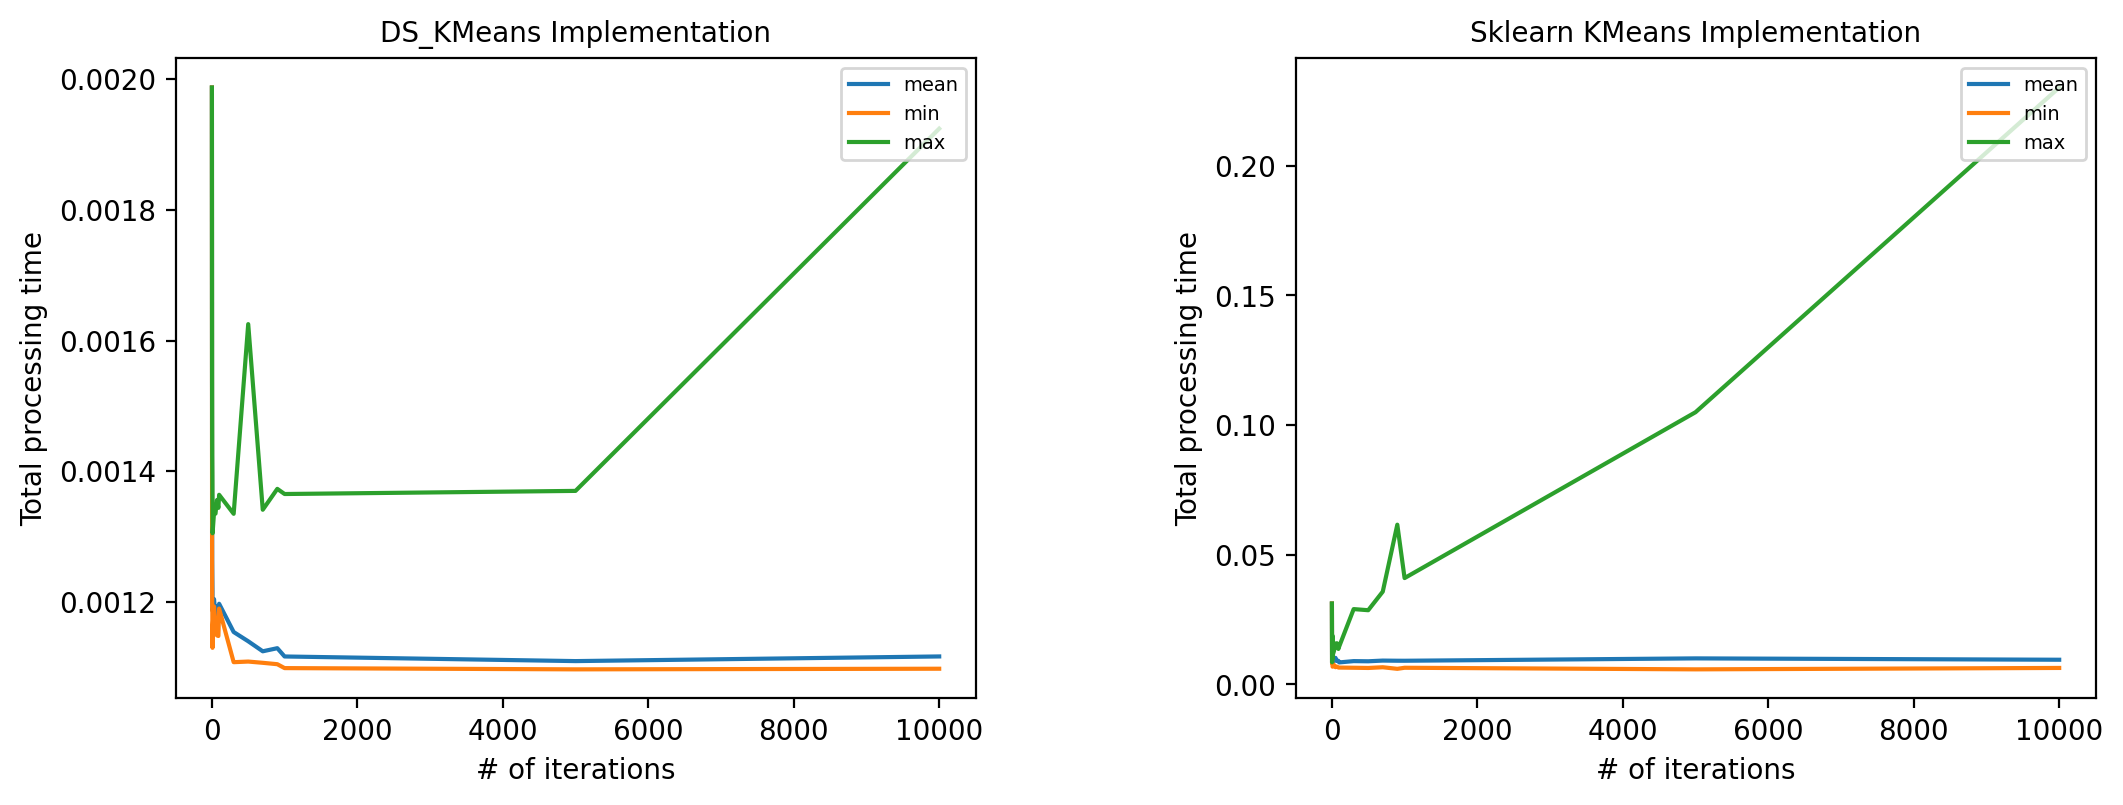 DS_KMeans Implementation
0.0020
0.0018
0.0016
0.0014
0.0012
Total processing time
0
2000
4000
6000
8000
10000
# of iterations
mean
min
max
Sklearn KMeans Implementation
0.20
0.15
0.10
0.05
0.00
Total processing time
0
2000
4000
6000
8000
10000
# of iterations
mean
min
max